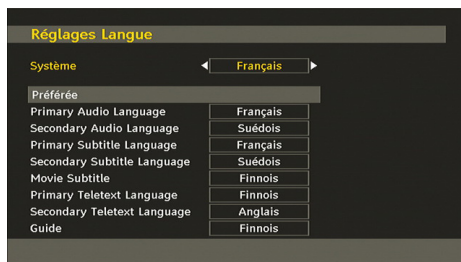 Réglages Langue
Système Français
Préférée
Primary Audio Language Français
Secondary Audio Language Suédois
Primary Subtitle Language Français
Secondary Subtitle Language Suédois
Movie Subtitle Finnois
Primary Teletext Language Finnois
Secondary Teletext Language Anglais
Guide Finnois